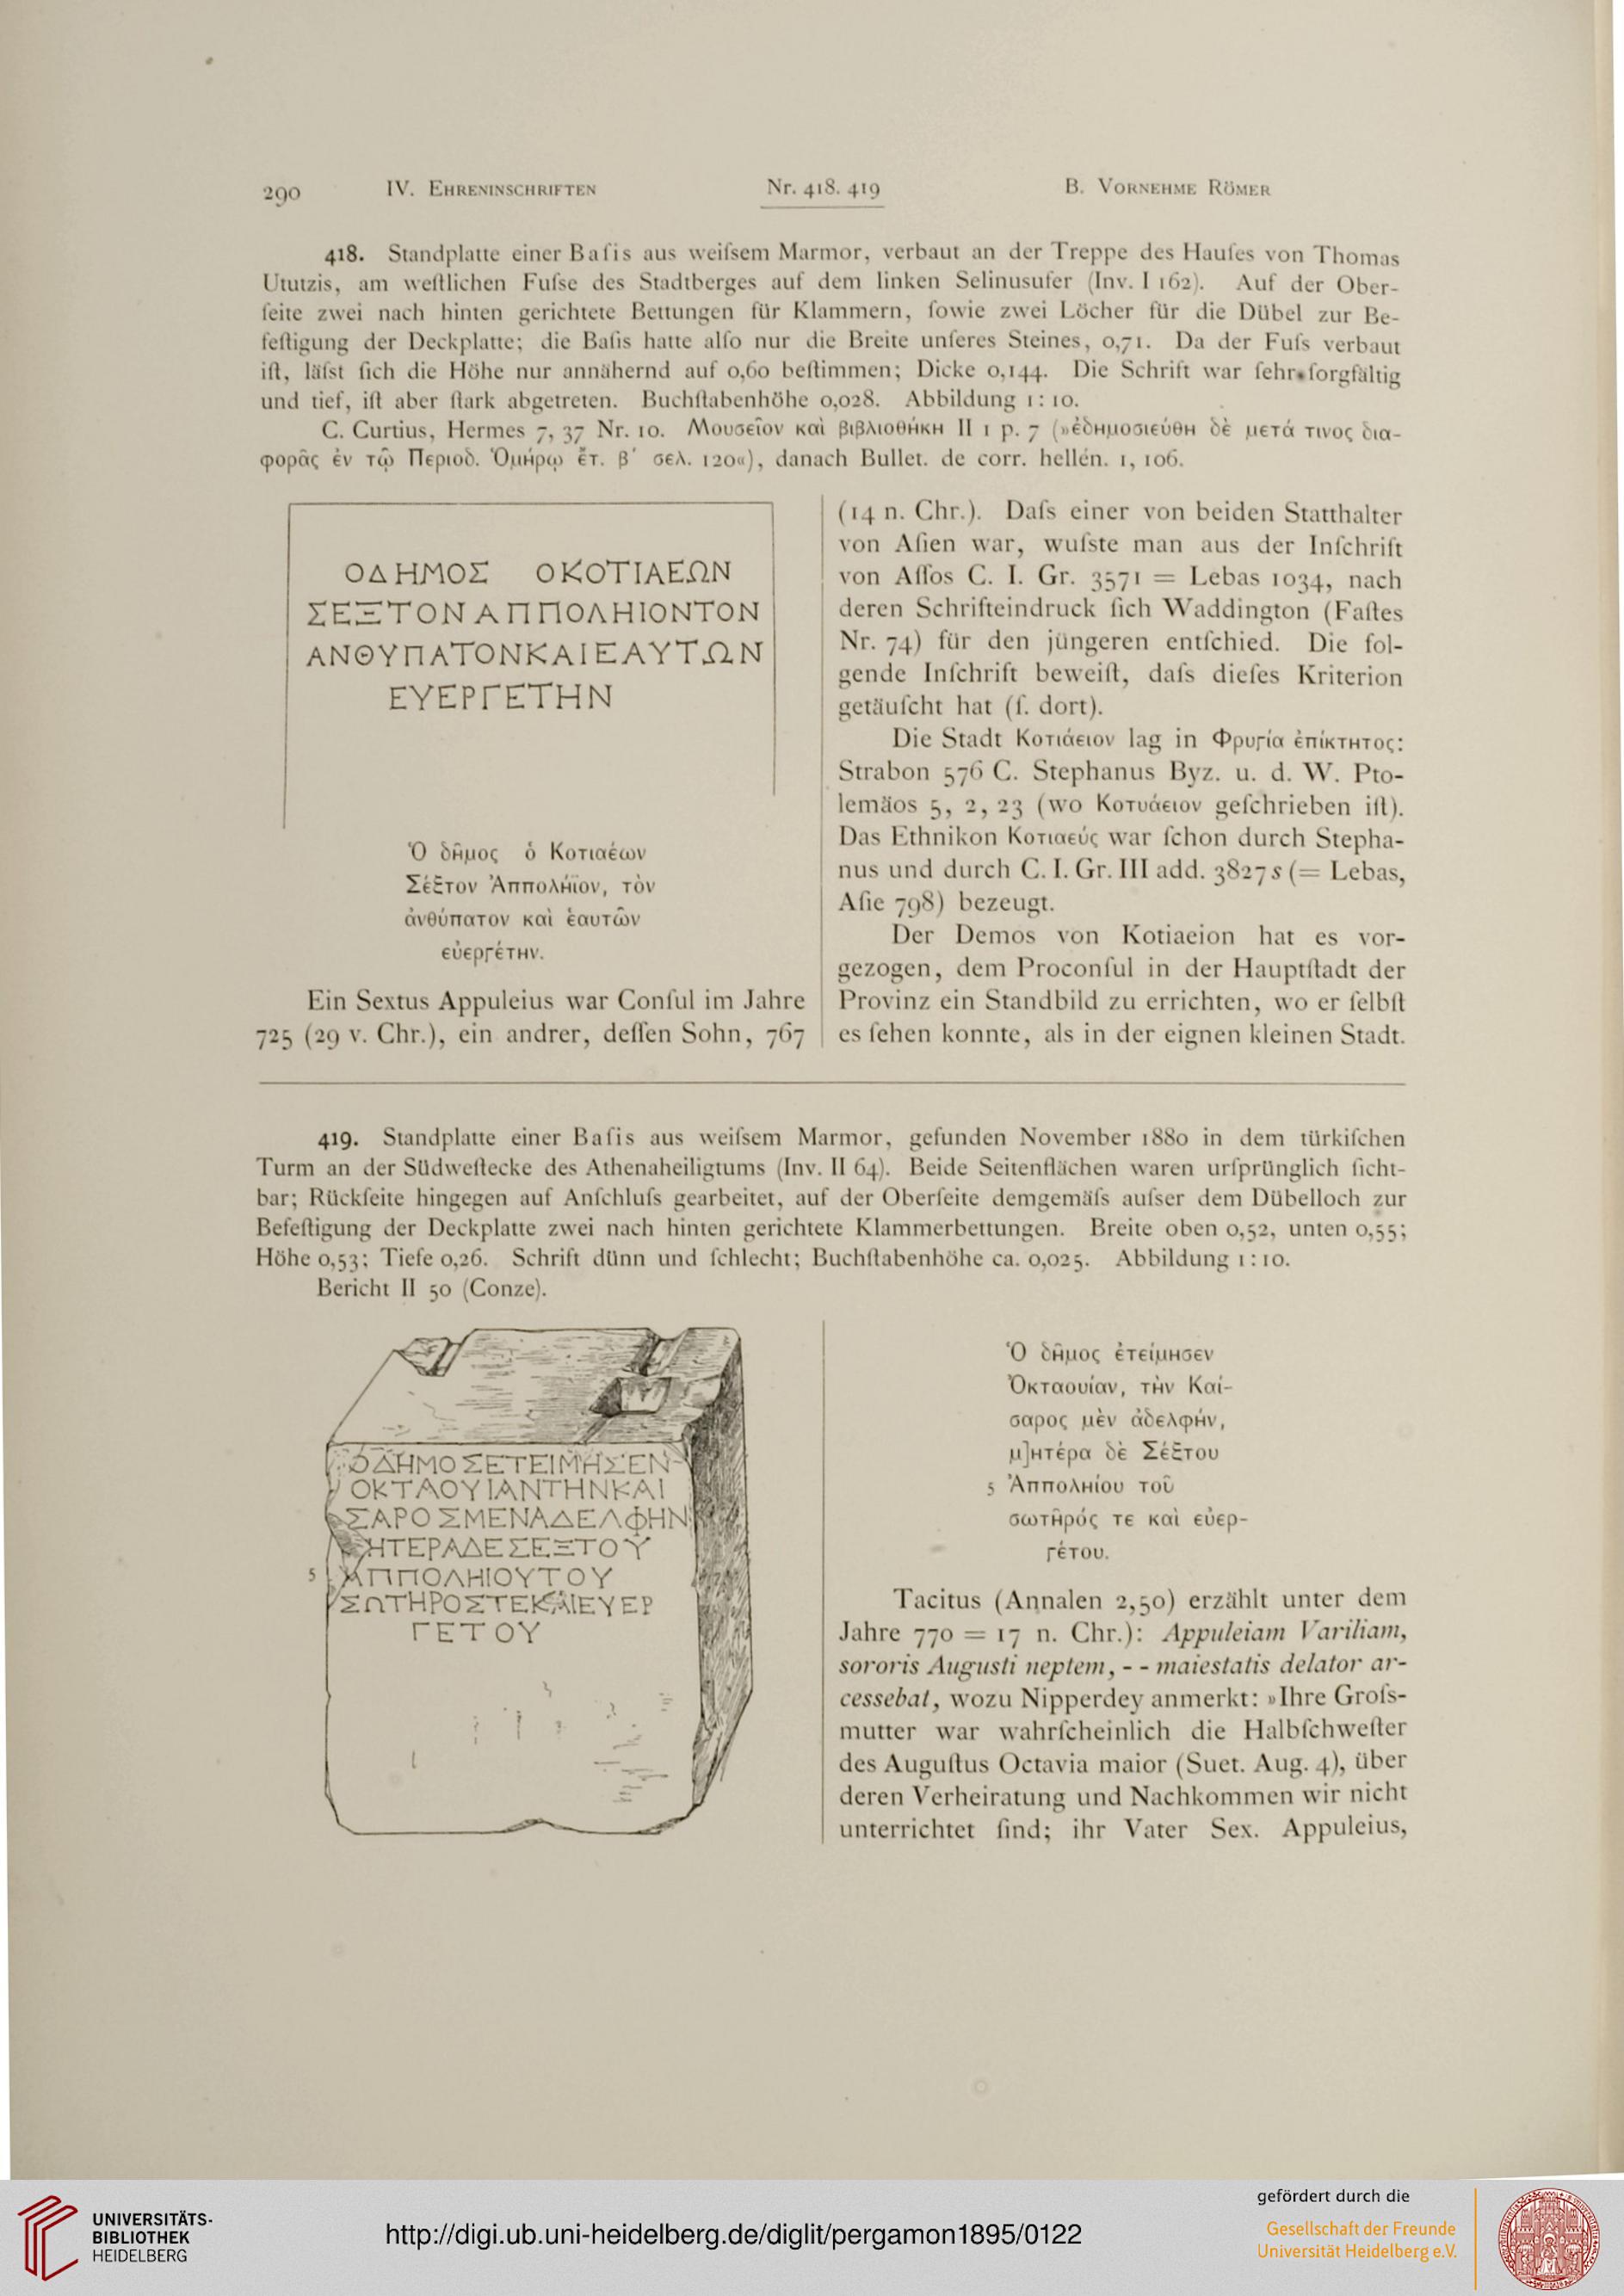 290 IV. Ehreninschriften Nr. 418. 419 B. Vornehme Römer
418. Standplatte einer Baſis aus weiſsem Marmor, verbaut an der Treppe des Hauſes von Thomas
Ututzis, am weſtlichen Fuſse des Stadtberges auf dem linken Selinusufer (Inv. I 162). Auf der Ober-
ſeite zwei nach hinten gerichtete Bettungen für Klammern, ſowie zwei Löcher für die Dübel zur Be-
feſtigung der Deckplatte; die Baſis hatte alſo nur die Breite unſeres Steines, 0,71. Da der Fuſs verbaut
iſt, läſst ſich die Höhe nur annähernd auf 0,60 beſtimmen; Dicke 0,144. Die Schrift war ſehr ſorgfältig
und tief, iſt aber ſtark abgetreten. Buchſtabenhöhe 0,028. Abbildung 1:10.
C. Curtius, Hermes 7, 37 Nr. 10. Μουσεῖον καὶ βιβλιοθήκη II 1 p. 7 (»ἐδημοσιεύθη δὲ μετά τινος δια-
φορᾶς ἐν τῷ Περιοδ. Ὁμήρῳ ἔτ. β΄ σελ. 120«), danach Bullet. de corr. hellén. 1, 106.
ΟΔΗΜΟΣ ΟΚΟΤΙΑΕΩΝ
ΣΕΞΤΟΝΑΠΠΟΛΗΙΟΝΤΟΝ
ΑΝΘΥΠΑΤΟΝΚΑΙΕΑΥΤΩΝ
ΕΥΕΡΓΕΤΗΝ
Ὁ δῆμος ὁ Κοτιαέων
Σέξτον Ἀππολήϊον, τὸν
ἀνθύπατον καὶ ἑαυτῶν
εὐεργέτην.
Ein Sextus Appuleius war Conſul im Jahre
725 (29 v. Chr.), ein andrer, deſſen Sohn, 767
(14 n. Chr.). Daſs einer von beiden Statthalter
von Aſien war, wuſste man aus der Inſchrift
von Aſſos C. I. Gr. 3571 = Lebas 1034, nach
deren Schrifteindruck ſich Waddington (Faſtes
Nr. 74) für den jüngeren entſchied. Die fol-
gende Inſchrift beweiſt, daſs dieſes Kriterion
getäuſcht hat (ſ. dort).
Die Stadt Κοτιάειον lag in Φρυγία ἐπίκτητος:
Strabon 576 C. Stephanus Byz. u. d. W. Pto-
lemäos 5, 2, 23 (wo Κοτυάειον geſchrieben iſt).
Das Ethnikon Κοτιαεύς war ſchon durch Stepha-
nus und durch C. I. Gr. III add. 3827 s (= Lebas,
Aſie 798) bezeugt.
Der Demos von Kotiaeion hat es vor-
gezogen, dem Proconſul in der Hauptſtadt der
Provinz ein Standbild zu errichten, wo er ſelbſt
es ſehen konnte, als in der eignen kleinen Stadt.
419. Standplatte einer Baſis aus weiſsem Marmor, gefunden November 1880 in dem türkiſchen
Turm an der Südweſtecke des Athenaheiligtums (Inv. II 64). Beide Seitenflächen waren urſprünglich ſicht-
bar; Rückſeite hingegen auf Anſchluſs gearbeitet, auf der Oberſeite demgemäſs auſser dem Dübelloch zur
Befeſtigung der Deckplatte zwei nach hinten gerichtete Klammerbettungen. Breite oben 0,52, unten 0,55;
Höhe 0,53; Tiefe 0,26. Schrift dünn und ſchlecht; Buchſtabenhöhe ca. 0,025. Abbildung 1:10.
Bericht II 50 (Conze).
ΟΔΗΜΟΣΕΤΕΙΜΗΣΕΝ
ΟΚΤΑΟΥΙΑΝΤΗΝΚΑΙ
ΣΑΡΟΣΜΕΝΑΔΕΛΦΗΝ
ΗΤΕΡΑΔΕΣΕΞΤΟΥ
5 ΑΠΠΟΛΗΙΟΥΤΟΥ
ΣΩΤΗΡΟΣΤΕΚΑΙΕΥΕΡ
ΓΕΤΟΥ
Ὁ δῆμος ἐτείμησεν
Ὀκταουίαν, τὴν Καί-
σαρος μὲν ἀδελφήν,
μ]ητέρα δὲ Σέξτου
5 Ἀππολήίου τοῦ
σωτῆρός τε καὶ εὐερ-
γέτου.
Tacitus (Annalen 2,50) erzählt unter dem
Jahre 770 = 17 n. Chr.): Appuleiam Variliam,
sororis Augusti neptem, - - maiestatis delator ar-
cessebat, wozu Nipperdey anmerkt: »Ihre Groſs-
mutter war wahrſcheinlich die Halbſchweſter
des Auguſtus Octavia maior (Suet. Aug. 4), über
deren Verheiratung und Nachkommen wir nicht
unterrichtet ſind; ihr Vater Sex. Appuleius,
UNIVERSITÄTS-
BIBLIOTHEK
HEIDELBERG
http://digi.ub.uni-heidelberg.de/diglit/pergamon1895/0122
gefördert durch die
Gesellschaft der Freunde
Universität Heidelberg e.V.